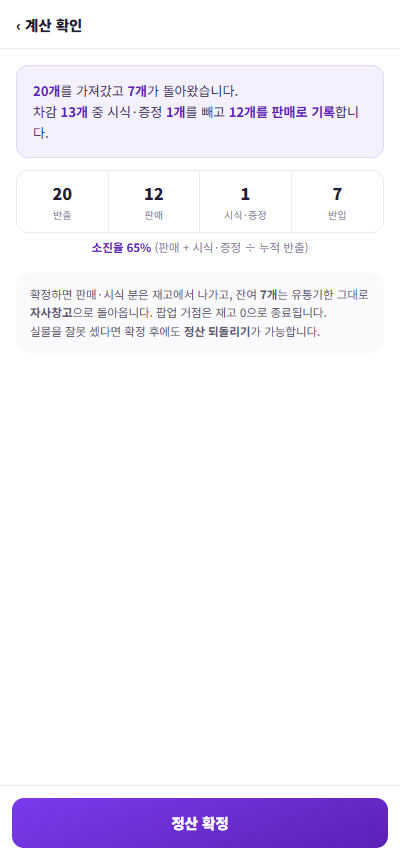 ‹ 계산 확인
20개를 가져갔고 7개가 돌아왔습니다.
차감 13개 중 시식·증정 1개를 빼고 12개를 판매로 기록합니
다.
20 12 1 7
반출 판매 시식·증정 반입
소진율 65% (판매 + 시식·증정 ÷ 누적 반출)
확정하면 판매·시식 분은 재고에서 나가고, 잔여 7개는 유통기한 그대로
자사창고으로 돌아옵니다. 팝업 거점은 재고 0으로 종료됩니다.
실물을 잘못 셌다면 확정 후에도 정산 되돌리기가 가능합니다.
정산 확정